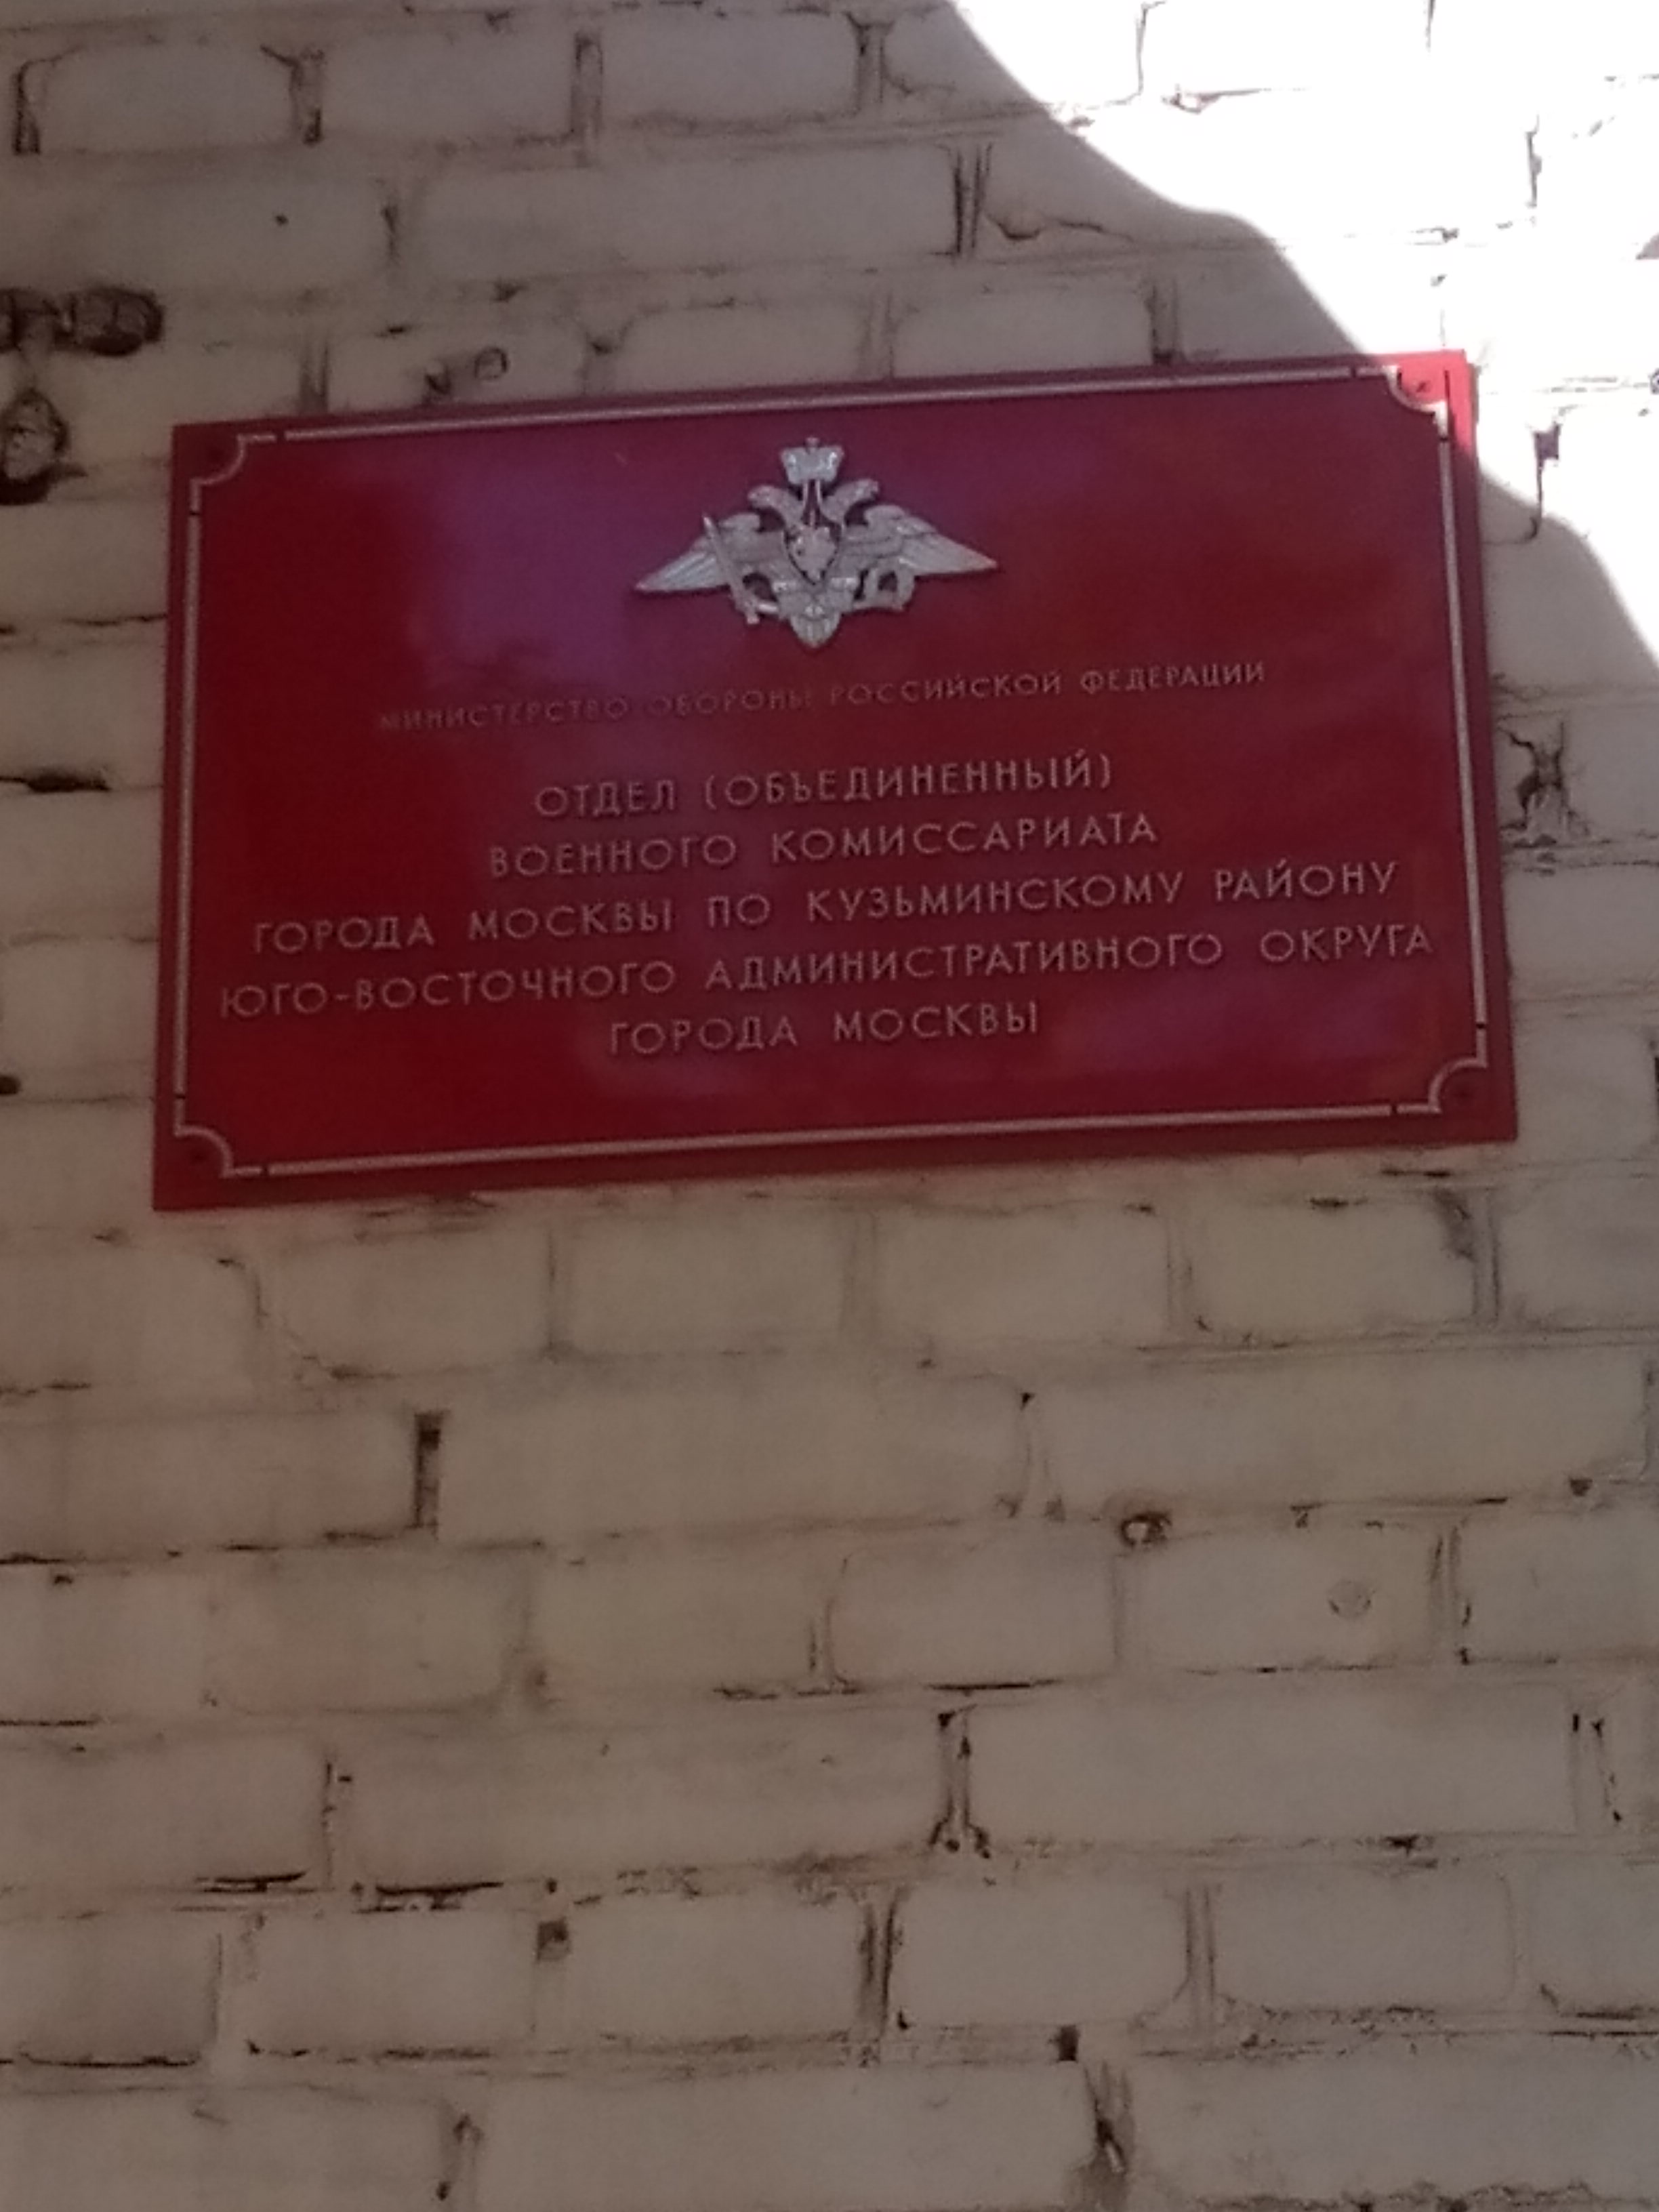 МИНИСТЕРСТВО ОБОРОНЫ РОССИЙСКОЙ ФЕДЕРАЦИИ
ОТДЕЛ (ОБЪЕДИНЕННЫЙ)
ВОЕННОГО КОМИССАРИАТА
ГОРОДА МОСКВЫ ПО КУЗЬМИНСКОМУ РАЙОНУ
ЮГО-ВОСТОЧНОГО АДМИНИСТРАТИВНОГО ОКРУГА
ГОРОДА МОСКВЫ